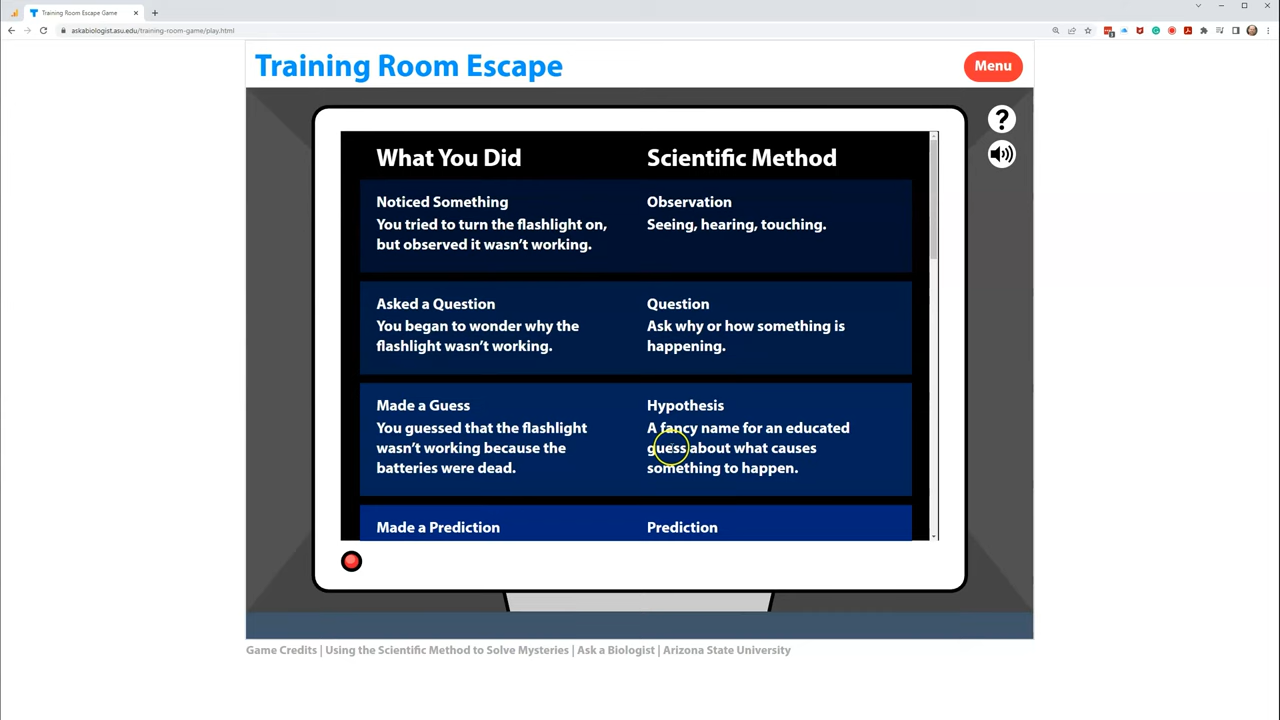 Training Room Escape Game
askabiologist.asu.edu/training-room-game/play.html
Training Room Escape
Menu
?
What You Did
Scientific Method
Noticed Something
You tried to turn the flashlight on,
but observed it wasn't working.
Observation
Seeing, hearing, touching.
Asked a Question
You began to wonder why the
flashlight wasn't working.
Question
Ask why or how something is
happening.
Made a Guess
You guessed that the flashlight
wasn't working because the
batteries were dead.
Hypothesis
A fancy name for an educated
guess about what causes
something to happen.
Made a Prediction
Prediction
Game Credits | Using the Scientific Method to Solve Mysteries | Ask a Biologist | Arizona State University